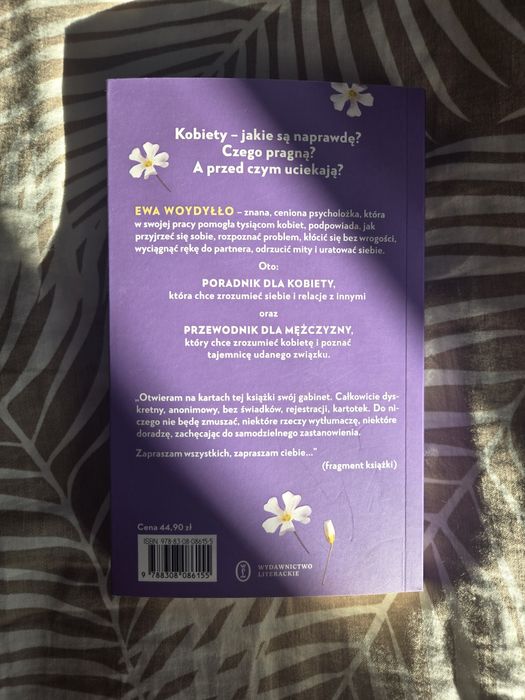 Kobiety – jakie są naprawdę?
Czego pragną?
A przed czym uciekają?
EWA WOYDYŁŁO – znana, ceniona psycholożka, która
w swojej pracy pomogła tysiącom kobiet, podpowiada, jak
przyjrzeć się sobie, rozpoznać problem, kłócić się bez wrogości,
wyciągnąć rękę do partnera, odrzucić mity i uratować siebie.
Oto:
PORADNIK DLA KOBIETY,
która chce zrozumieć siebie i relacje z innymi
oraz
PRZEWODNIK DLA MĘŻCZYZNY,
który chce zrozumieć kobietę i poznać
tajemnicę udanego związku.
„Otwieram na kartach tej książki swój gabinet. Całkowicie dys-
kretny, anonimowy, bez świadków, rejestracji, kartotek. Do ni-
czego nie będę zmuszać, niektóre rzeczy wytłumaczę, niektóre
doradzę, zachęcając do samodzielnego zastanowienia.
Zapraszam wszystkich, zapraszam ciebie..."
(fragment książki)
Cena 44,90 zł
ISBN 978-83-08-08615-5
9 788308 086155
WYDAWNICTWO
LITERACKIE